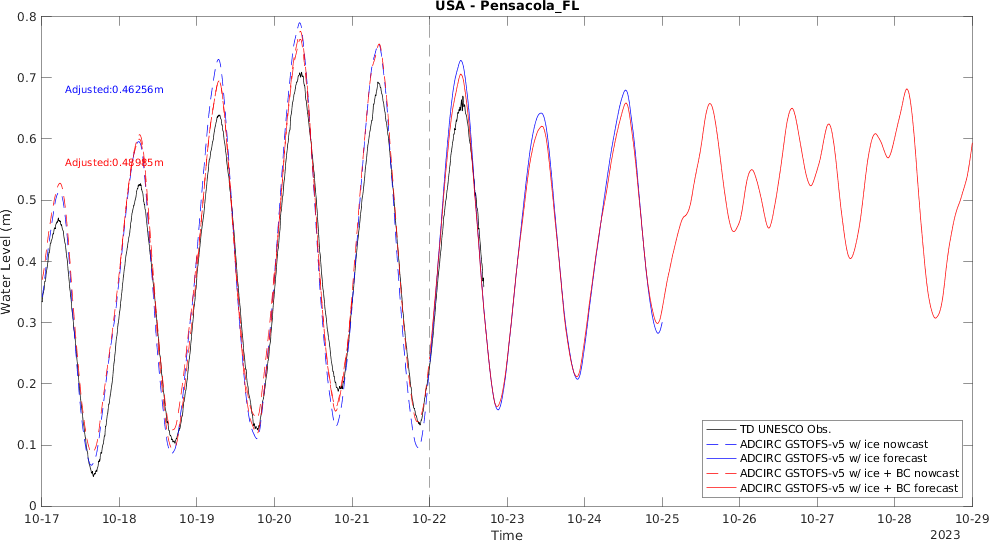 USA - Pensacola_FL
0.8
0.7
0.6
0.5
0.4
0.3
0.2
0.1
0
Water Level (m)
Adjusted:0.46256m
Adjusted:0.48985m
TD UNESCO Obs.
ADCIRC GSTOFS-v5 w/ ice nowcast
ADCIRC GSTOFS-v5 w/ ice forecast
ADCIRC GSTOFS-v5 w/ ice + BC nowcast
ADCIRC GSTOFS-v5 w/ ice + BC forecast
10-17 10-18 10-19 10-20 10-21 10-22 10-23 10-24 10-25 10-26 10-27 10-28 10-29
Time
2023